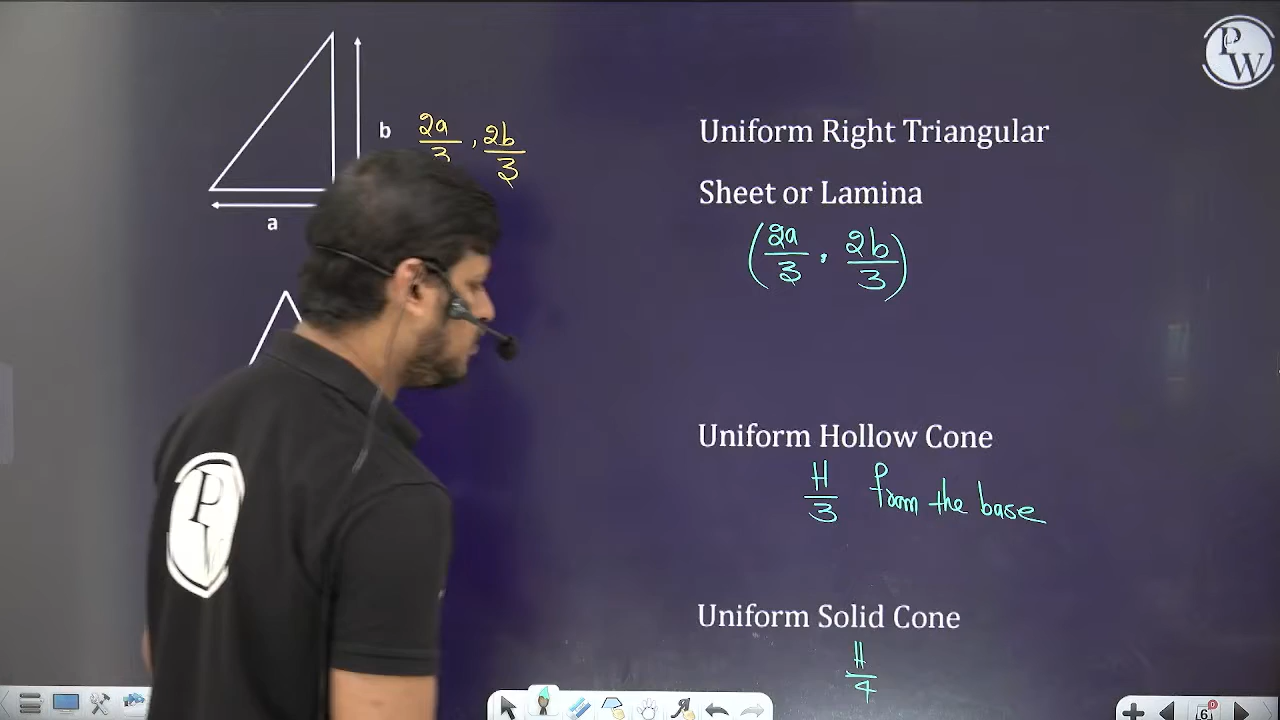 P
W
b
2a/3 , 2b/3
a
Uniform Right Triangular
Sheet or Lamina
(2a/3 , 2b/3)
Uniform Hollow Cone
H/3 from the base
Uniform Solid Cone
H/4
P
W
6